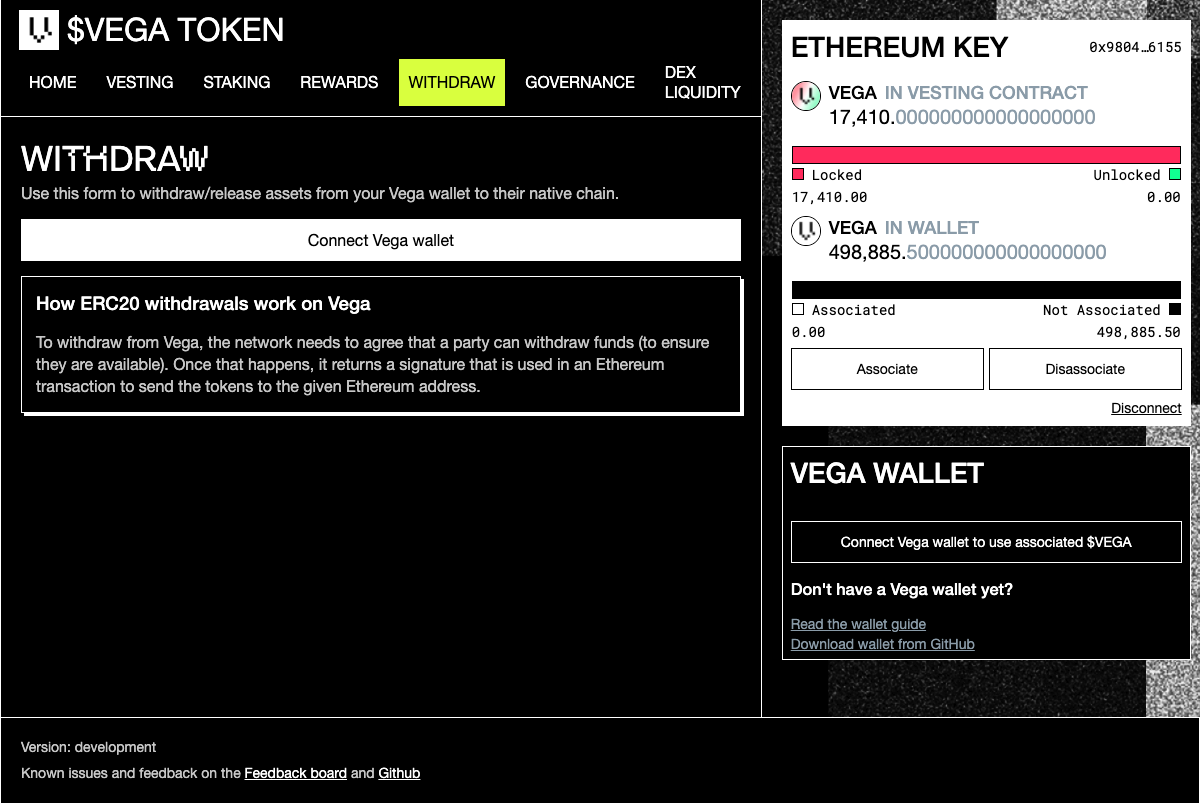 $VEGA TOKEN
HOME
VESTING
STAKING
REWARDS
WITHDRAW
GOVERNANCE
DEX
LIQUIDITY
WITHDRAW
Use this form to withdraw/release assets from your Vega wallet to their native chain.
Connect Vega wallet
How ERC20 withdrawals work on Vega
To withdraw from Vega, the network needs to agree that a party can withdraw funds (to ensure
they are available). Once that happens, it returns a signature that is used in an Ethereum
transaction to send the tokens to the given Ethereum address.
ETHEREUM KEY
0x9804…6155
VEGA IN VESTING CONTRACT
17,410.000000000000000000
Locked
Unlocked
17,410.00
0.00
VEGA IN WALLET
498,885.500000000000000000
Associated
Not Associated
0.00
498,885.50
Associate
Disassociate
Disconnect
VEGA WALLET
Connect Vega wallet to use associated $VEGA
Don't have a Vega wallet yet?
Read the wallet guide
Download wallet from GitHub
Version: development
Known issues and feedback on the Feedback board and Github